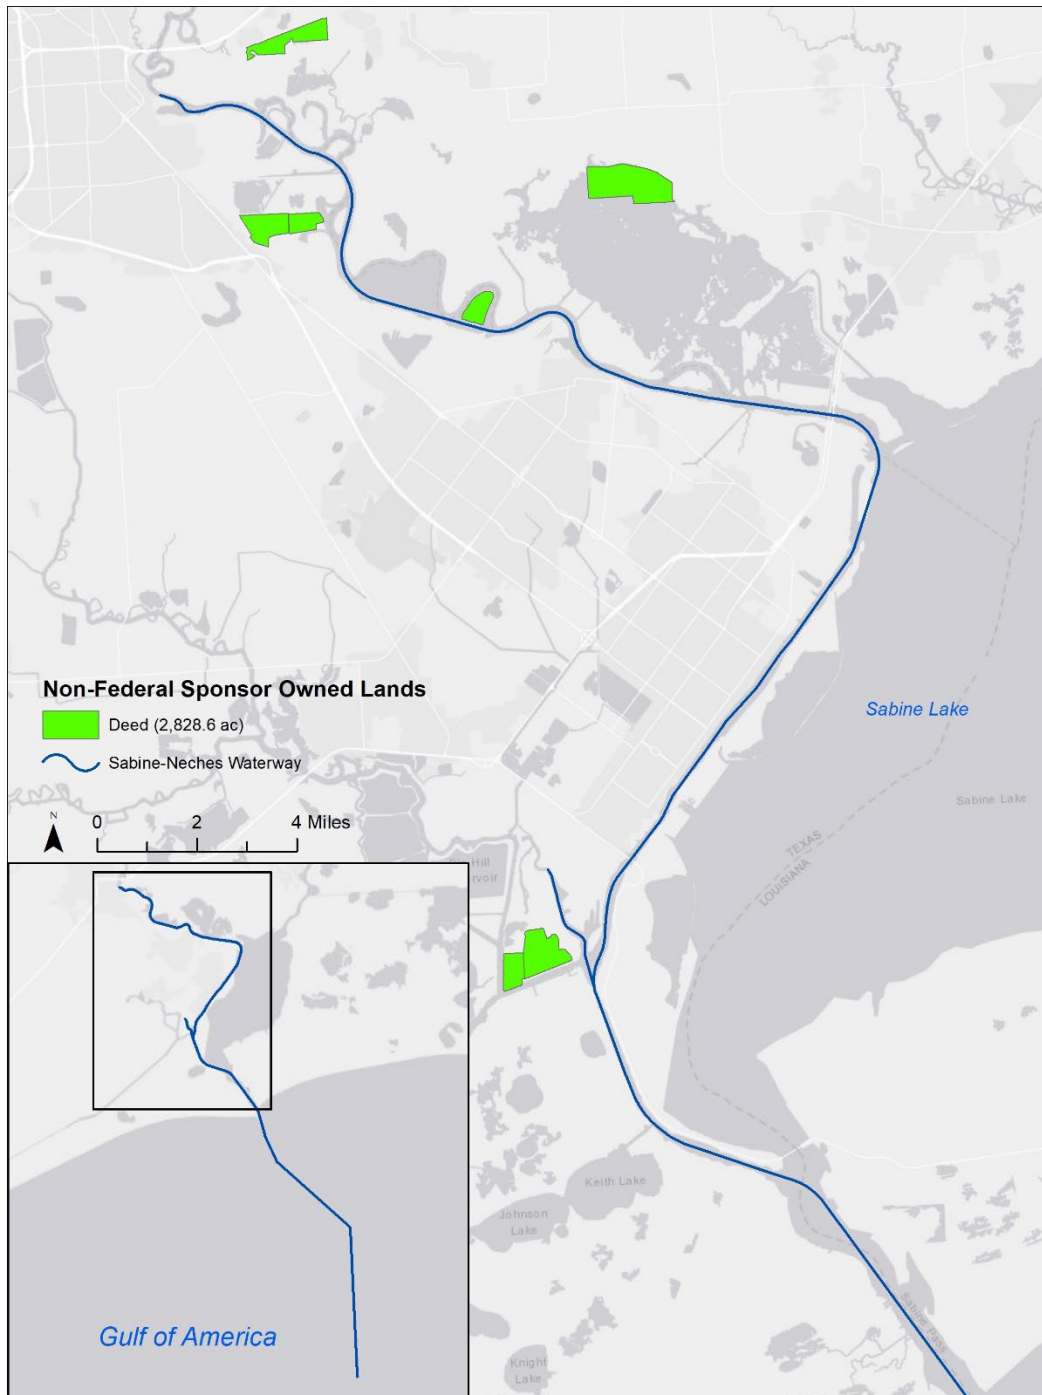 Non-Federal Sponsor Owned Lands
Deed (2,828.6 ac)
Sabine-Neches Waterway
N
0 2 4 Miles
Sabine Lake
Sabine Lake
TEXAS
LOUISIANA
Hill
Keith Lake
Johnson
Lake
Sabine Pass
Knight
Lake
Gulf of America